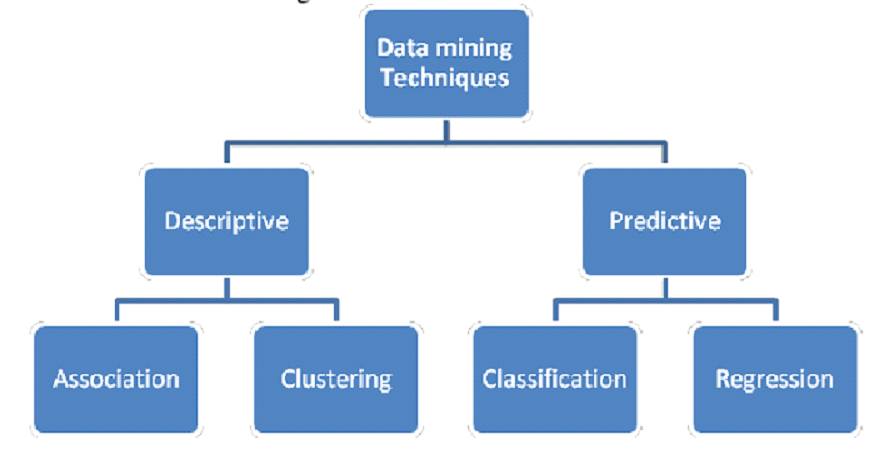 Data mining
Techniques
Descriptive
Predictive
Association
Clustering
Classification
Regression